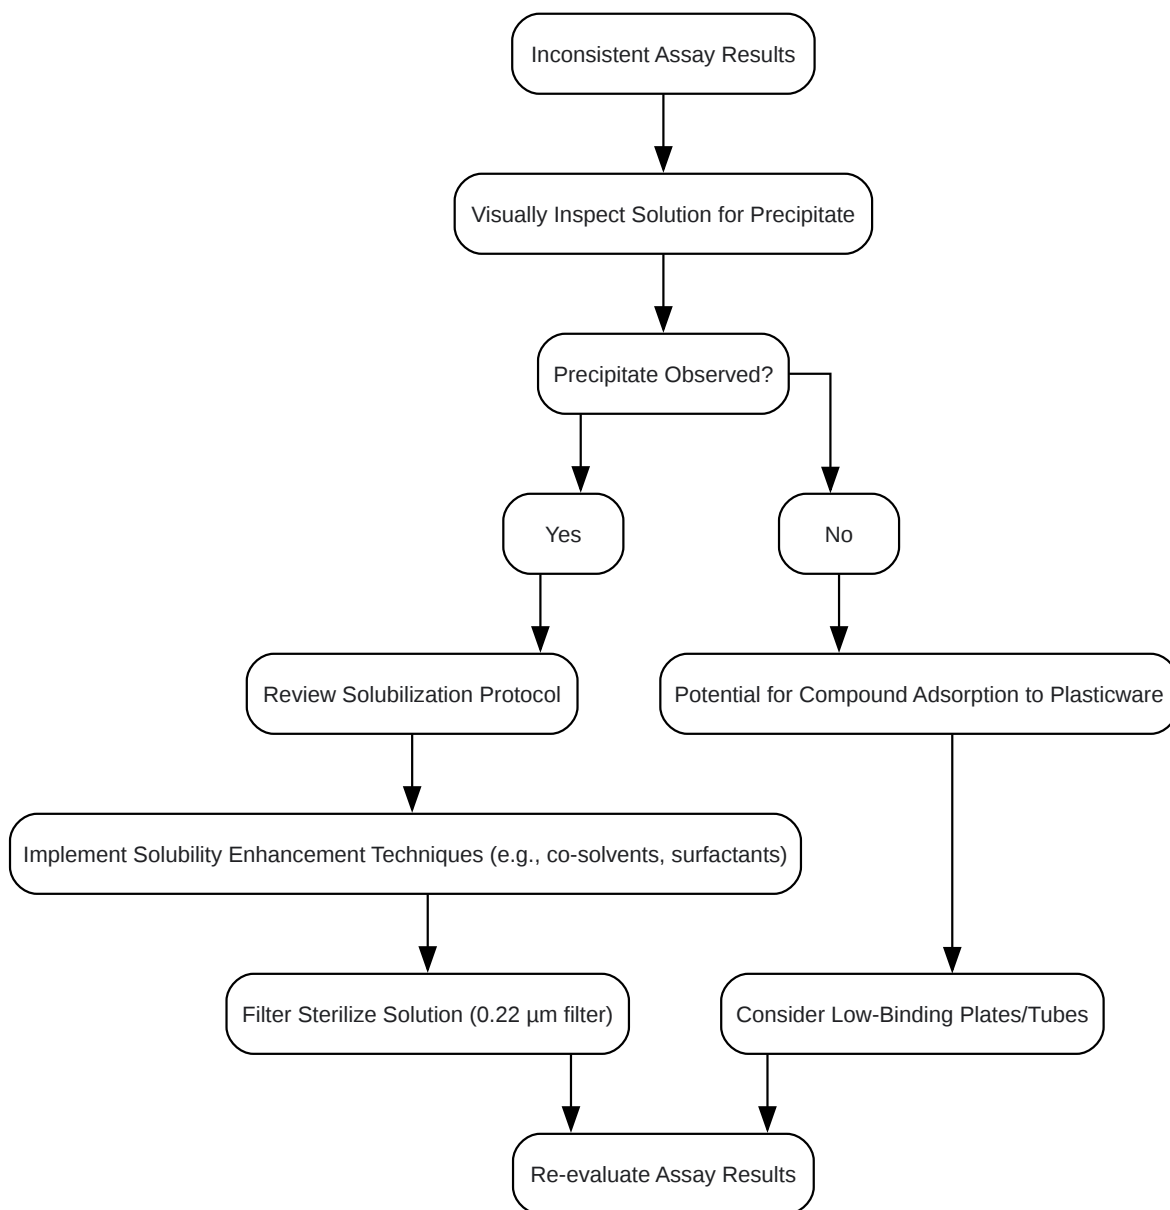 Inconsistent Assay Results
Visually Inspect Solution for Precipitate
Precipitate Observed?
Yes
No
Review Solubilization Protocol
Potential for Compound Adsorption to Plasticware
Implement Solubility Enhancement Techniques (e.g., co-solvents, surfactants)
Filter Sterilize Solution (0.22 µm filter)
Consider Low-Binding Plates/Tubes
Re-evaluate Assay Results